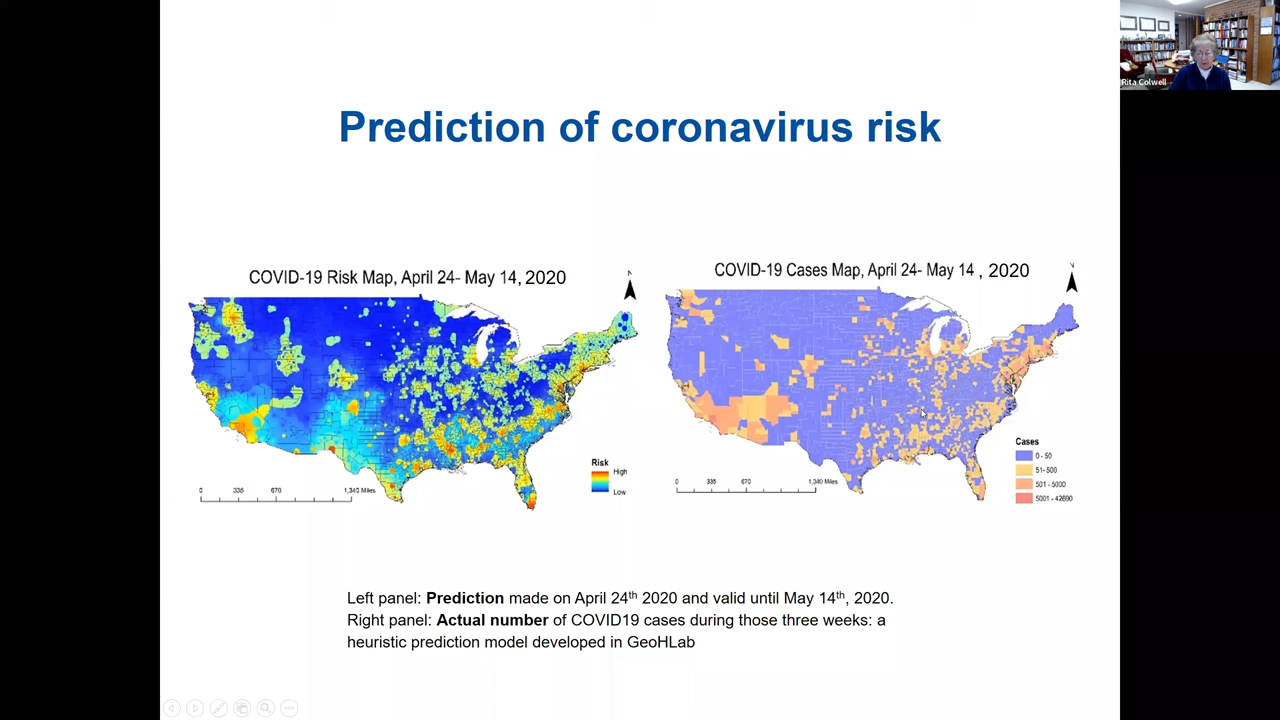 Rita Colwell
Prediction of coronavirus risk
COVID-19 Risk Map, April 24- May 14, 2020
N
Risk
High
Low
0 335 670 1,340 Miles
COVID-19 Cases Map, April 24- May 14 , 2020
N
Cases
0 - 50
51- 500
501 - 5000
5001 - 42690
0 335 670 1,340 Miles
Left panel: Prediction made on April 24th 2020 and valid until May 14th, 2020.
Right panel: Actual number of COVID19 cases during those three weeks: a
heuristic prediction model developed in GeoHLab